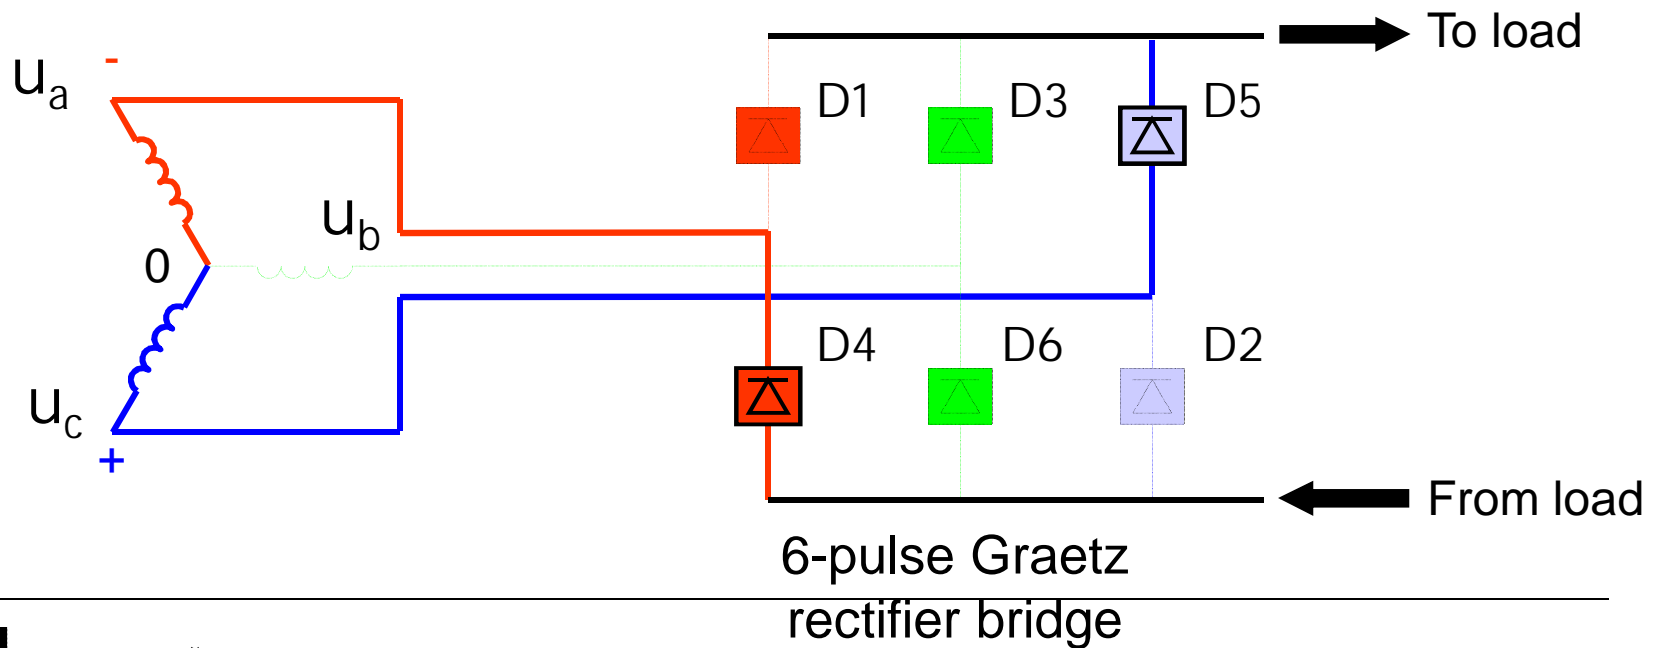 To load
-
ua
D1 D3 D5
ub
0
D4 D6 D2
uc
+
From load
6-pulse Graetz
rectifier bridge